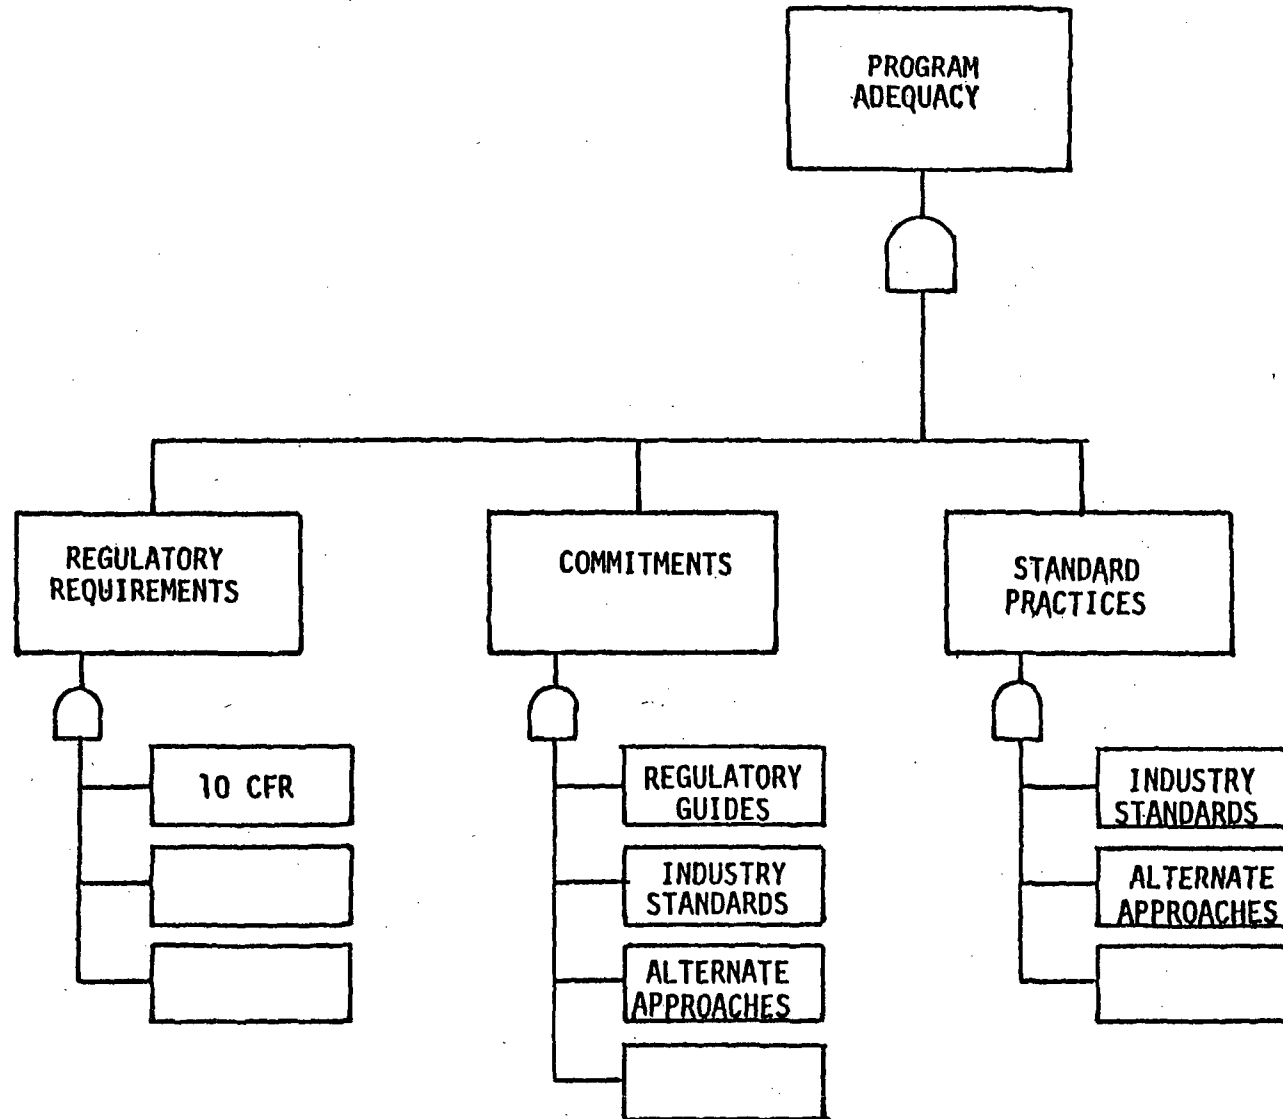 PROGRAM
ADEQUACY
REGULATORY
REQUIREMENTS
COMMITMENTS
STANDARD
PRACTICES
10 CFR
REGULATORY
GUIDES
INDUSTRY
STANDARDS
ALTERNATE
APPROACHES
INDUSTRY
STANDARDS
ALTERNATE
APPROACHES